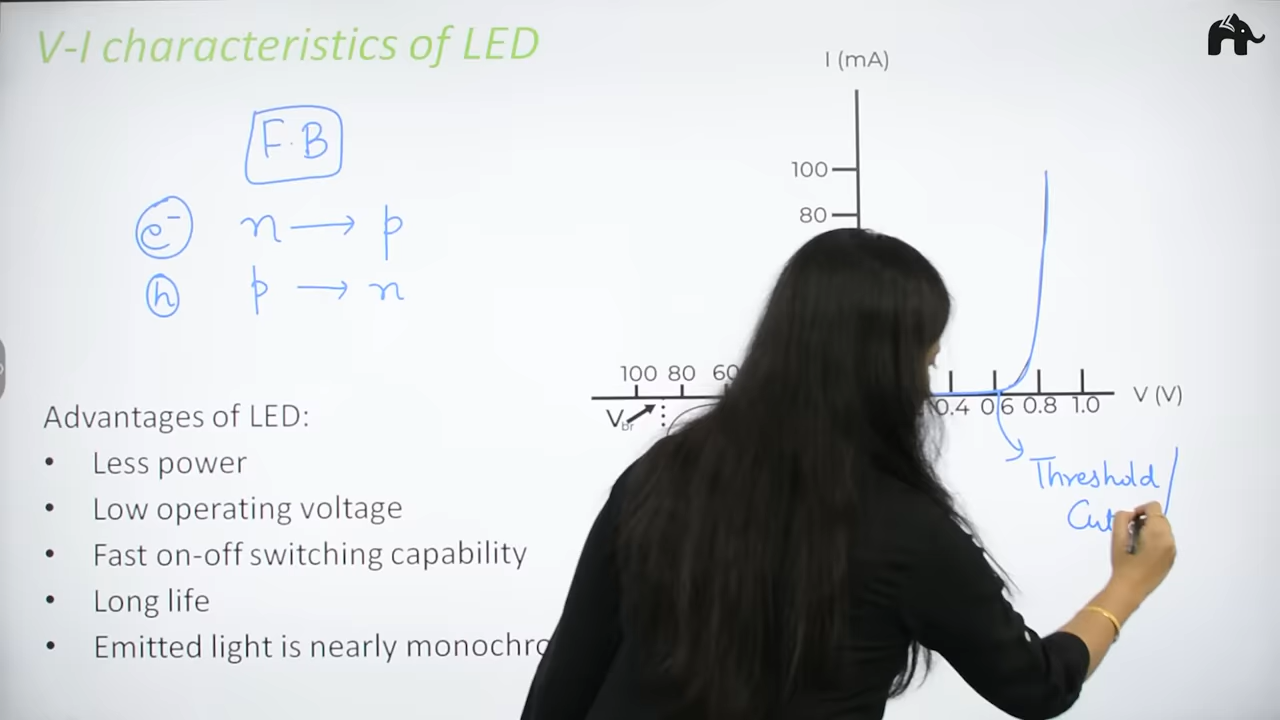 V-I characteristics of LED
F.B
e⁻ n → p
h p → n
Advantages of LED:
• Less power
• Low operating voltage
• Fast on-off switching capability
• Long life
• Emitted light is nearly
I (mA)
100
80
100 80 60
0.4 0.6 0.8 1.0 V (V)
Vbr
Threshold /